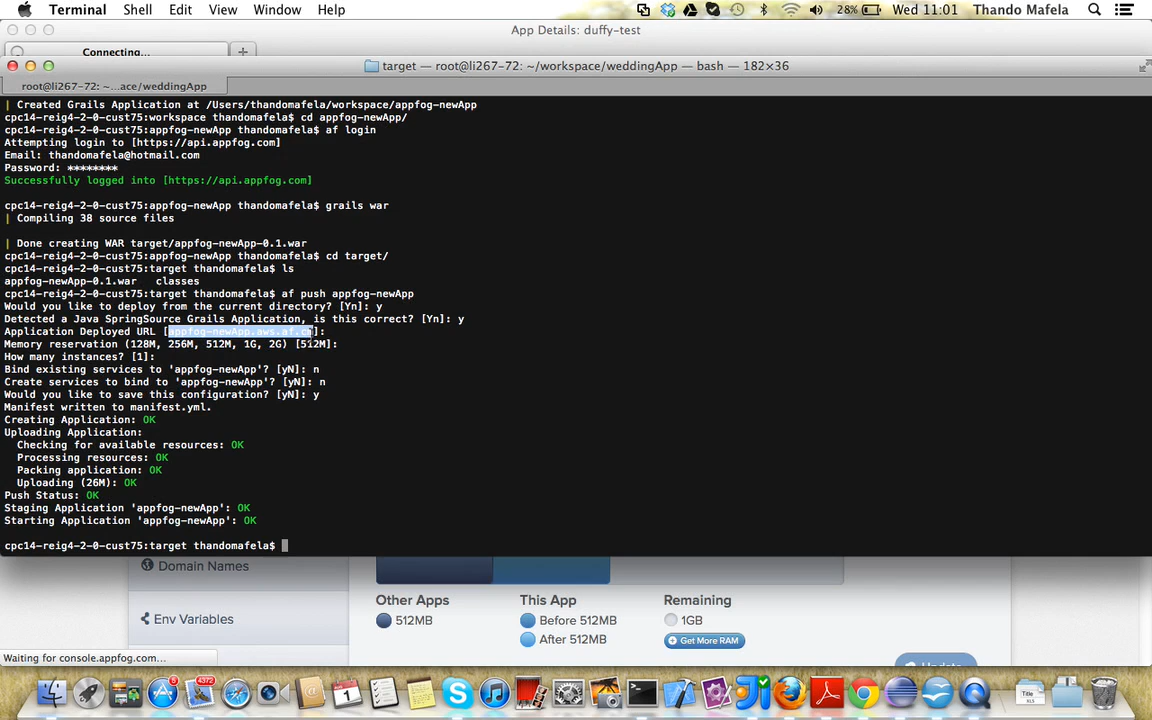 Terminal Shell Edit View Window Help 28% Wed 11:01 Thando Mafela
App Details: duffy-test
Connecting...
target — root@li267-72: ~/workspace/weddingApp — bash — 182×36
root@li267-72: ~...ace/weddingApp
| Created Grails Application at /Users/thandomafela/workspace/appfog-newApp
cpc14-reig4-2-0-cust75:workspace thandomafela$ cd appfog-newApp/
cpc14-reig4-2-0-cust75:appfog-newApp thandomafela$ af login
Attempting login to [https://api.appfog.com]
Email: thandomafela@hotmail.com
Password: ********
Successfully logged into [https://api.appfog.com]
cpc14-reig4-2-0-cust75:appfog-newApp thandomafela$ grails war
| Compiling 38 source files
| Done creating WAR target/appfog-newApp-0.1.war
cpc14-reig4-2-0-cust75:appfog-newApp thandomafela$ cd target/
cpc14-reig4-2-0-cust75:target thandomafela$ ls
appfog-newApp-0.1.war classes
cpc14-reig4-2-0-cust75:target thandomafela$ af push appfog-newApp
Would you like to deploy from the current directory? [Yn]: y
Detected a Java SpringSource Grails Application, is this correct? [Yn]: y
Application Deployed URL [appfog-newApp.aws.af.cm]:
Memory reservation (128M, 256M, 512M, 1G, 2G) [512M]:
How many instances? [1]:
Bind existing services to 'appfog-newApp'? [yN]: n
Create services to bind to 'appfog-newApp'? [yN]: n
Would you like to save this configuration? [yN]: y
Manifest written to manifest.yml.
Creating Application: OK
Uploading Application:
Checking for available resources: OK
Processing resources: OK
Packing application: OK
Uploading (26M): OK
Push Status: OK
Staging Application 'appfog-newApp': OK
Starting Application 'appfog-newApp': OK
cpc14-reig4-2-0-cust75:target thandomafela$
Domain Names
Env Variables
Other Apps This App Remaining
512MB Before 512MB 1GB
After 512MB Get More RAM
Update
Waiting for console.appfog.com...
5
4372
1